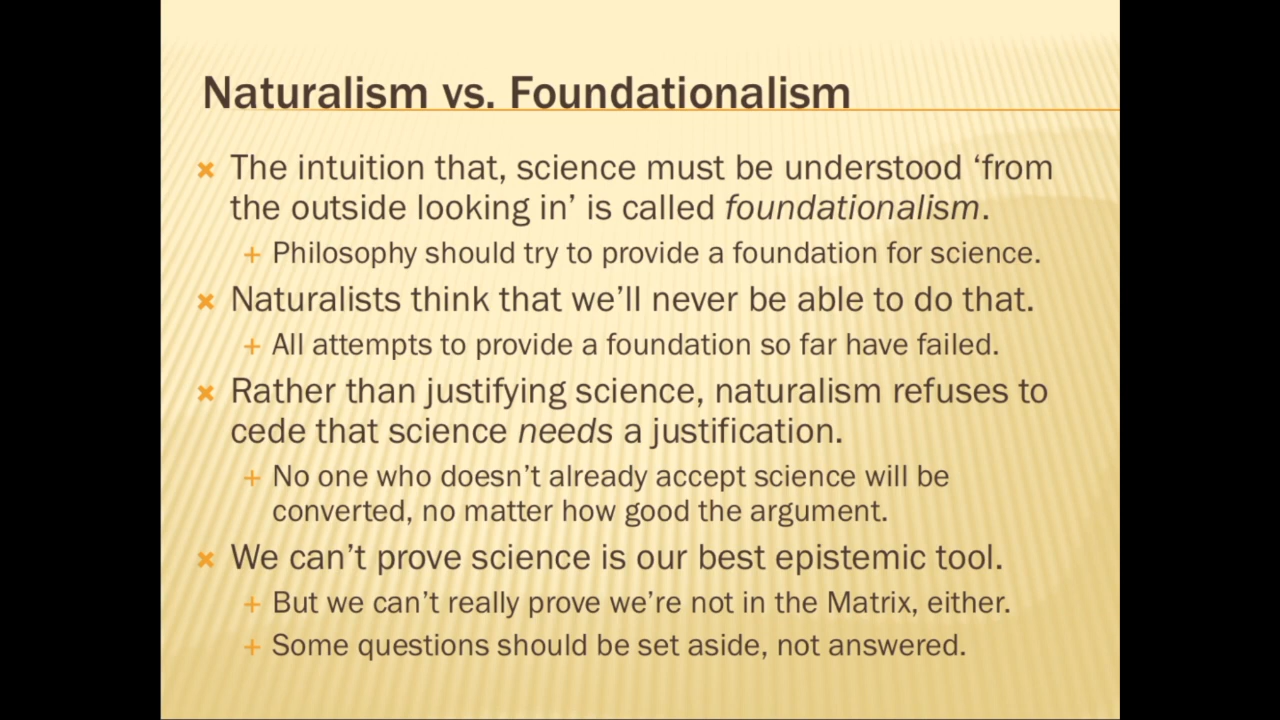 Naturalism vs. Foundationalism
The intuition that, science must be understood ‘from
the outside looking in’ is called foundationalism.
Philosophy should try to provide a foundation for science.
Naturalists think that we’ll never be able to do that.
All attempts to provide a foundation so far have failed.
Rather than justifying science, naturalism refuses to
cede that science needs a justification.
No one who doesn’t already accept science will be
converted, no matter how good the argument.
We can’t prove science is our best epistemic tool.
But we can’t really prove we’re not in the Matrix, either.
Some questions should be set aside, not answered.